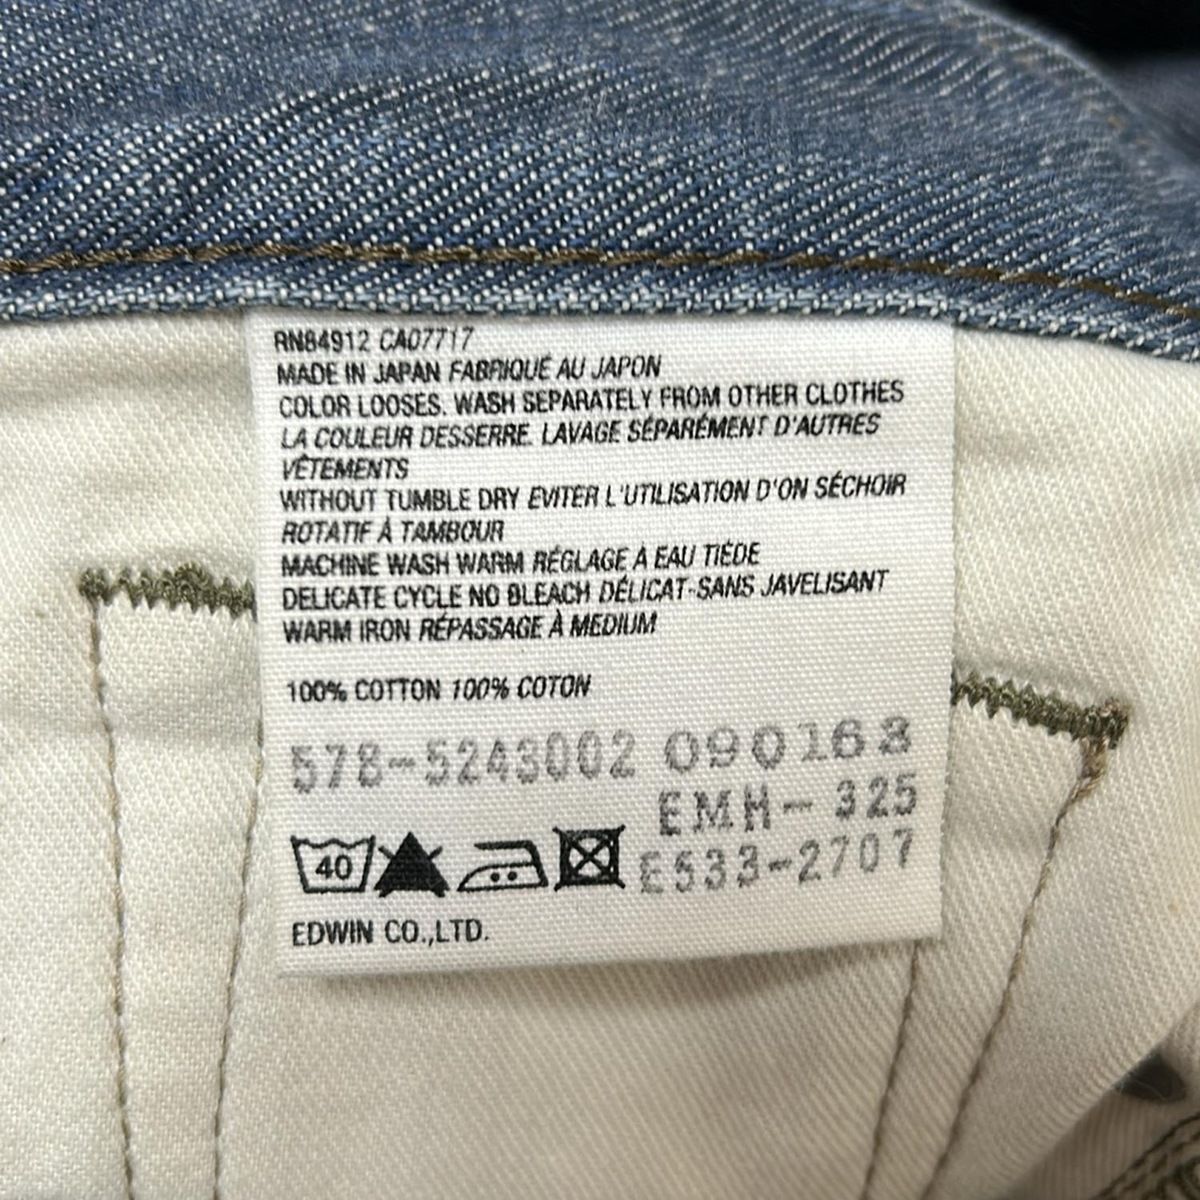 RN84912 CA07717
MADE IN JAPAN FABRIQUÉ AU JAPON
COLOR LOOSES. WASH SEPARATELY FROM OTHER CLOTHES
LA COULEUR DESSERRE. LAVAGE SÉPARÉMENT D'AUTRES
VÊTEMENTS
WITHOUT TUMBLE DRY EVITER L'UTILISATION D'ON SÉCHOIR
ROTATIF À TAMBOUR
MACHINE WASH WARM RÉGLAGE À EAU TIÉDE
DELICATE CYCLE NO BLEACH DÉLICAT-SANS JAVELISANT
WARM IRON RÉPASSAGE À MEDIUM
100% COTTON 100% COTON
578-5243002 090163
EMH-325
40 E533-2707
EDWIN CO.,LTD.